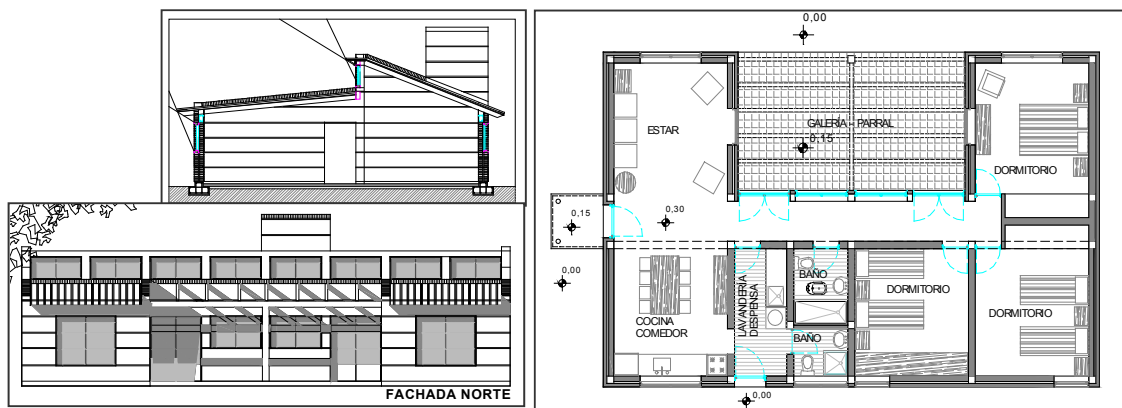 FACHADA NORTE
0,00
ESTAR
GALERÍA - PARRAL
0,15
DORMITORIO
0,15
0,30
0,00
BAÑO
LAVANDERIA
DESPENSA
DORMITORIO
DORMITORIO
COCINA
COMEDOR
BAÑO
0,00